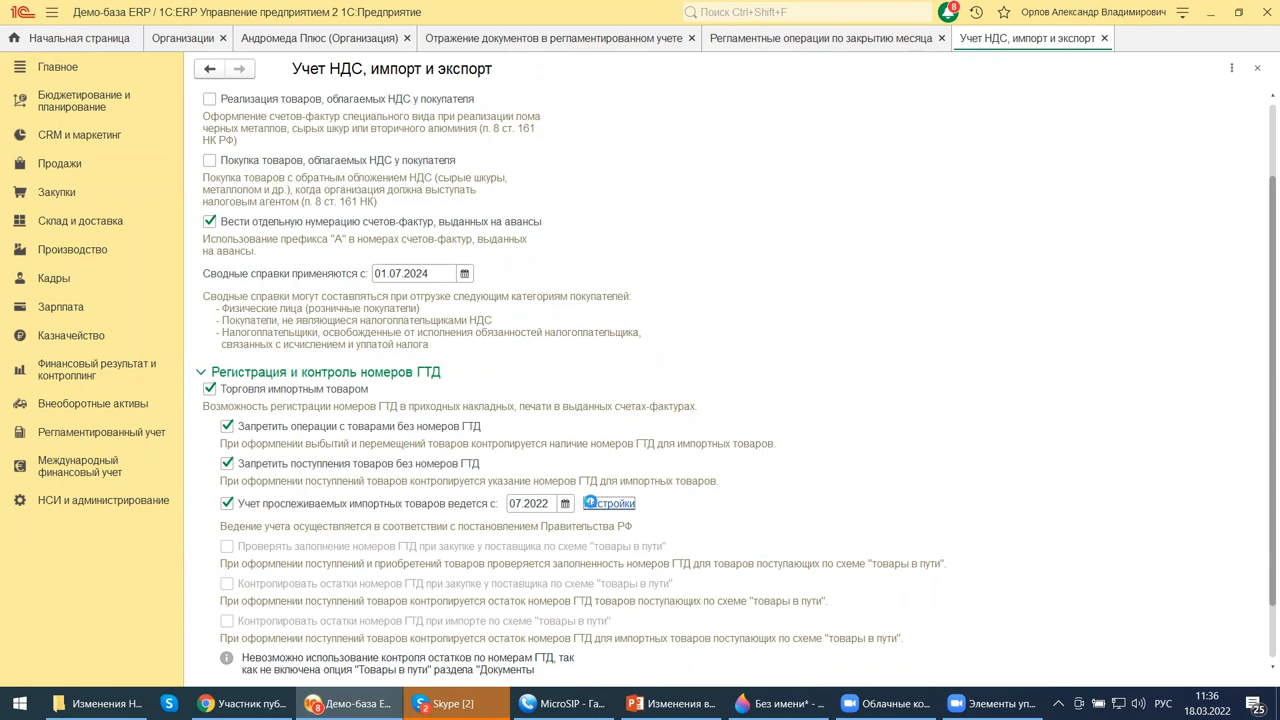 Демо-база ERP / 1С:ERP Управление предприятием 2 1С:Предприятие
Поиск Ctrl+Shift+F
8
Орлов Александр Владимирович
Начальная страница
Организации
Андромеда Плюс (Организация)
Отражение документов в регламентированном учете
Регламентные операции по закрытию месяца
Учет НДС, импорт и экспорт
Главное
Бюджетирование и
планирование
CRM и маркетинг
Продажи
Закупки
Склад и доставка
Производство
Кадры
Зарплата
Казначейство
Финансовый результат и
контроллинг
Внеоборотные активы
Регламентированный учет
Международный
финансовый учет
НСИ и администрирование
Учет НДС, импорт и экспорт
Реализация товаров, облагаемых НДС у покупателя
Оформление счетов-фактур специального вида при реализации лома
черных металлов, сырых шкур или вторичного алюминия (п. 8 ст. 161
НК РФ)
Покупка товаров, облагаемых НДС у покупателя
Покупка товаров с обратным обложением НДС (сырые шкуры,
металлолом и др.), когда организация должна выступать
налоговым агентом (п. 8 ст. 161 НК)
Вести отдельную нумерацию счетов-фактур, выданных на авансы
Использование префикса "А" в номерах счетов-фактур, выданных
на авансы.
Сводные справки применяются с: 01.07.2024
Сводные справки могут составляться при отгрузке следующим категориям покупателей:
- Физические лица (розничные покупатели)
- Покупатели, не являющиеся налогоплательщиками НДС
- Налогоплательщики, освобожденные от исполнения обязанностей налогоплательщика,
связанных с исчислением и уплатой налога
Регистрация и контроль номеров ГТД
Торговля импортным товаром
Возможность регистрации номеров ГТД в приходных накладных, печати в выданных счетах-фактурах.
Запретить операции с товарами без номеров ГТД
При оформлении выбытий и перемещений товаров контролируется наличие номеров ГТД для импортных товаров.
Запретить поступления товаров без номеров ГТД
При оформлении поступлений товаров контролируется указание номеров ГТД для импортных товаров.
Учет прослеживаемых импортных товаров ведется с: 07.2022 Настройки
Ведение учета осуществляется в соответствии с постановлением Правительства РФ
Проверять заполнение номеров ГТД при закупке у поставщика по схеме "товары в пути"
При оформлении поступлений и приобретений товаров проверяется заполненность номеров ГТД для товаров поступающих по схеме "товары в пути".
Контролировать остатки номеров ГТД при закупке у поставщика по схеме "товары в пути"
При оформлении поступлений товаров контролируется остаток номеров ГТД товаров поступающих по схеме "товары в пути".
Контролировать остатки номеров ГТД при импорте по схеме "товары в пути"
При оформлении поступлений товаров контролируется остаток номеров ГТД для импортных товаров поступающих по схеме "товары в пути".
Невозможно использование контроля остатков по номерам ГТД, так
как не включена опция "Товары в пути" раздела "Документы
Изменения Н...
Участник пуб...
8
Демо-база E...
2
Skype [2]
MicroSIP - Га...
Изменения в...
Без имени* - ...
Облачные ко...
Элементы уп...
11:36
18.03.2022
25